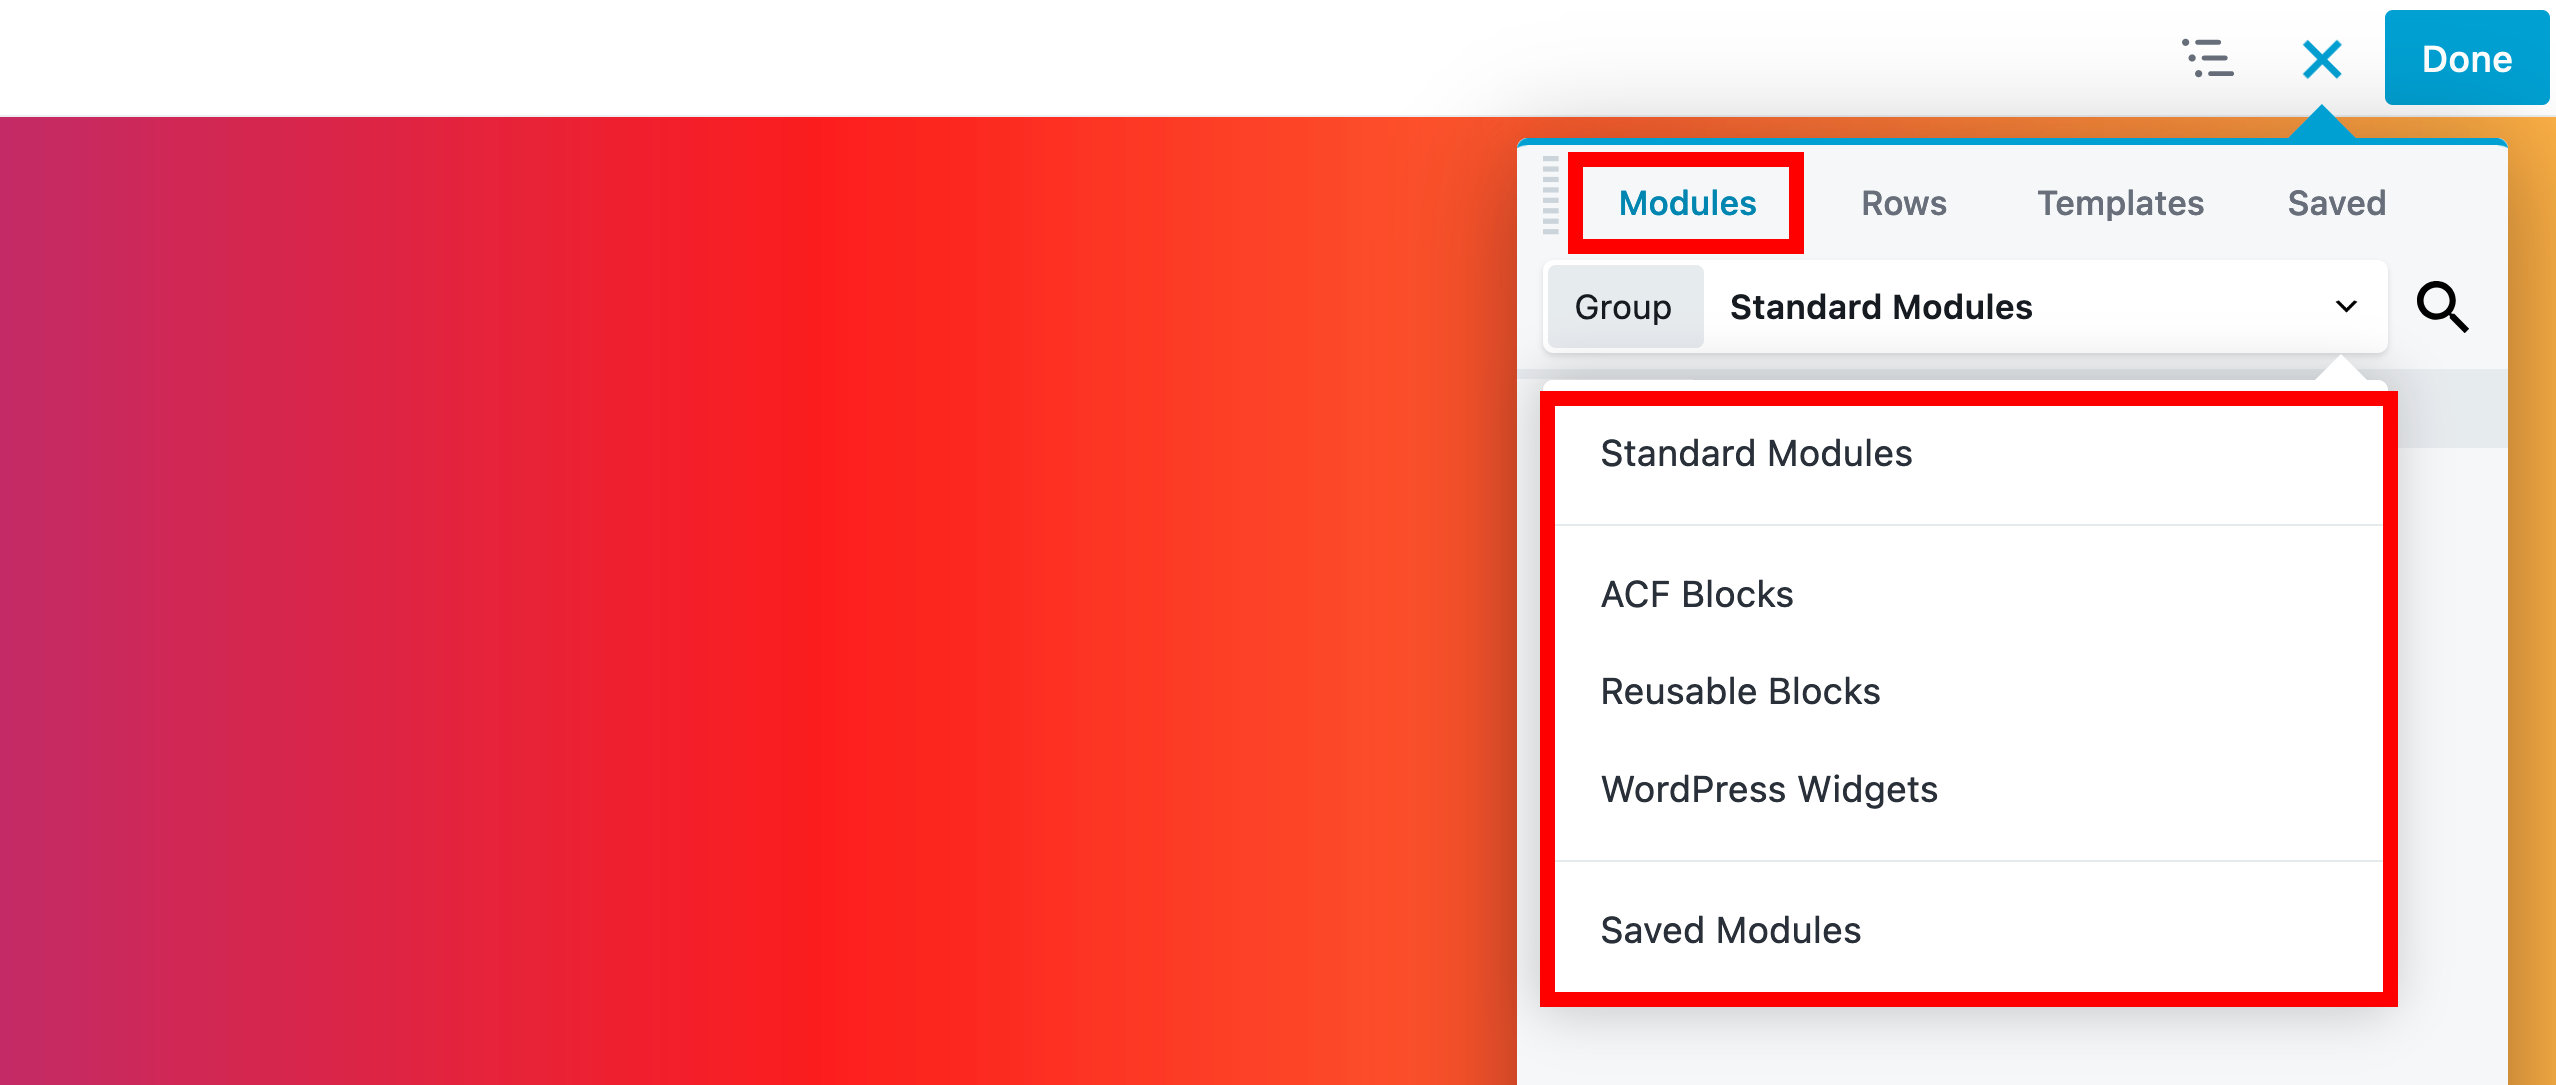 Done
Modules Rows Templates Saved
Group Standard Modules
Standard Modules
ACF Blocks
Reusable Blocks
WordPress Widgets
Saved Modules